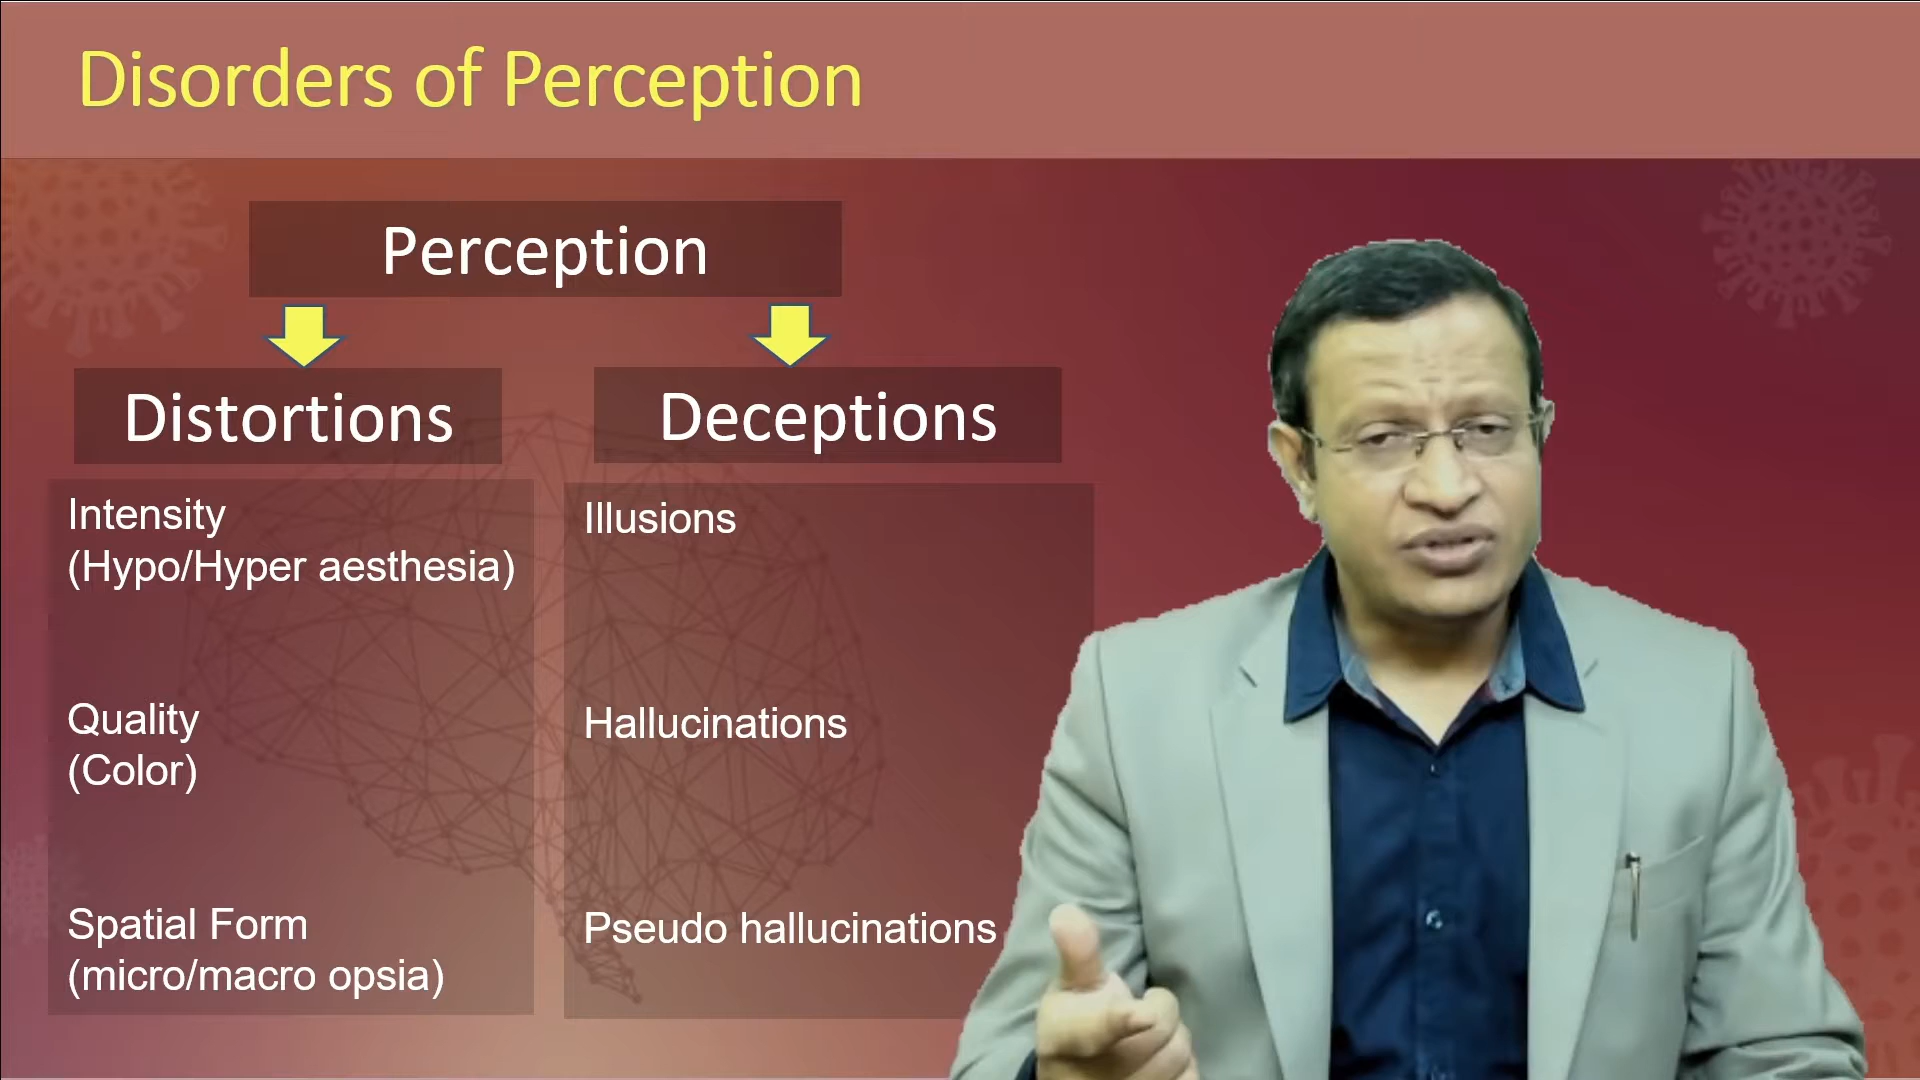 Disorders of Perception
Perception
Distortions
Deceptions
Intensity
(Hypo/Hyper aesthesia)
Quality
(Color)
Spatial Form
(micro/macro opsia)
Illusions
Hallucinations
Pseudo hallucinations